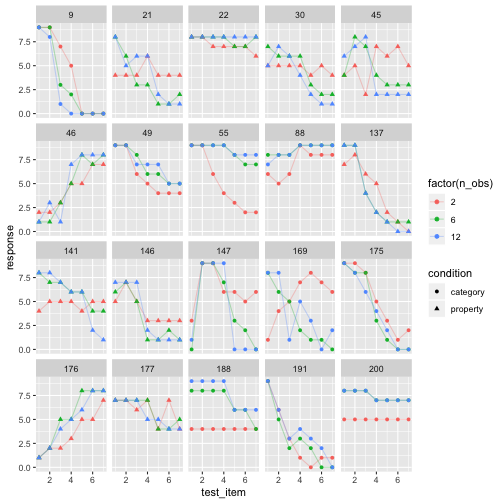 9 21 22 30 45
7.5
5.0
2.5
0.0
46 49 55 88 137
7.5
5.0
2.5
0.0
141 146 147 169 175
7.5
5.0
2.5
0.0
176 177 188 191 200
7.5
5.0
2.5
0.0
2 4 6 2 4 6 2 4 6 2 4 6 2 4 6
test_item
response
factor(n_obs)
2
6
12
condition
category
property